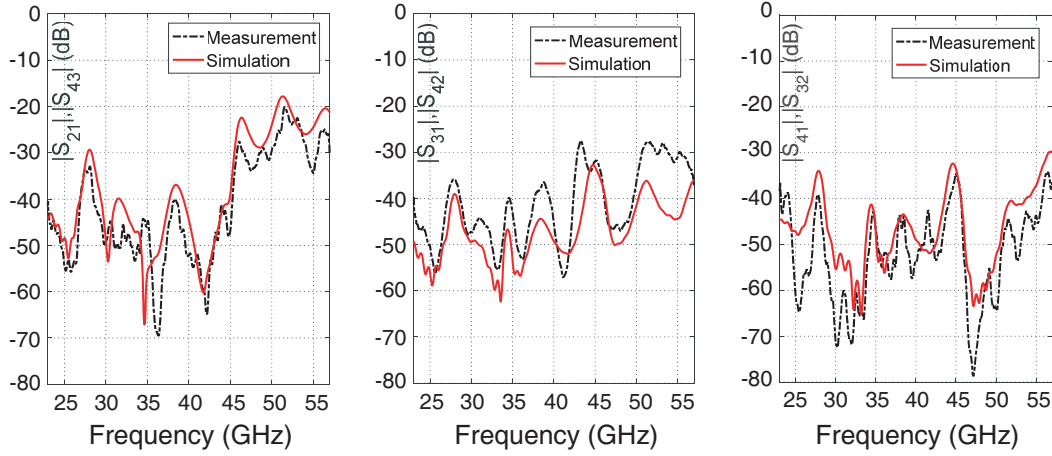 0
-10
-20
-30
-40
-50
-60
-70
-80
|S21|,|S43| (dB)
Measurement
Simulation
25 30 35 40 45 50 55
Frequency (GHz)
0
-10
-20
-30
-40
-50
-60
-70
-80
|S31|,|S42| (dB)
Measurement
Simulation
25 30 35 40 45 50 55
Frequency (GHz)
0
-10
-20
-30
-40
-50
-60
-70
-80
|S41|,|S32| (dB)
Measurement
Simulation
25 30 35 40 45 50 55
Frequency (GHz)